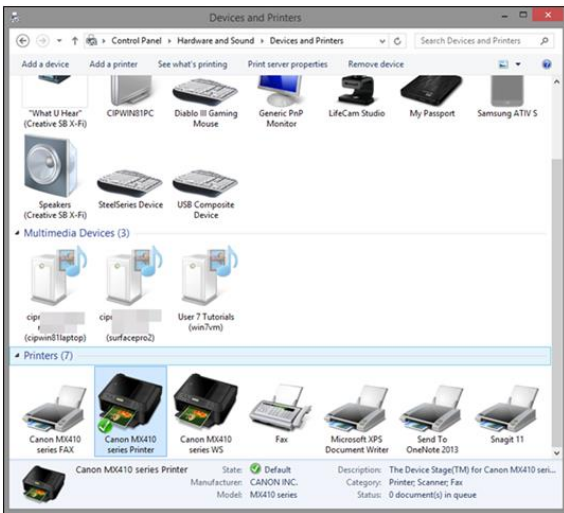 Devices and Printers
Control Panel Hardware and Sound Devices and Printers
Search Devices and Printers
Add a device Add a printer See what's printing Print server properties Remove device
"What U Hear" (Creative SB X-Fi)
CIPWIN81PC
Diablo III Gaming Mouse
Generic PnP Monitor
LifeCam Studio
My Passport
Samsung ATIV S
Speakers (Creative SB X-Fi)
SteelSeries Device
USB Composite Device
Multimedia Devices (3)
(cipwin81laptop)
(surfacepro2)
User 7 Tutorials (win7vm)
Printers (7)
Canon MX410 series FAX
Canon MX410 series Printer
Canon MX410 series WS
Fax
Microsoft XPS Document Writer
Send To OneNote 2013
Snagit 11
Canon MX410 series Printer
State: Default
Manufacturer: CANON INC.
Model: MX410 series
Description: The Device Stage(TM) for Canon MX410 seri...
Category: Printer; Scanner; Fax
Status: 0 document(s) in queue